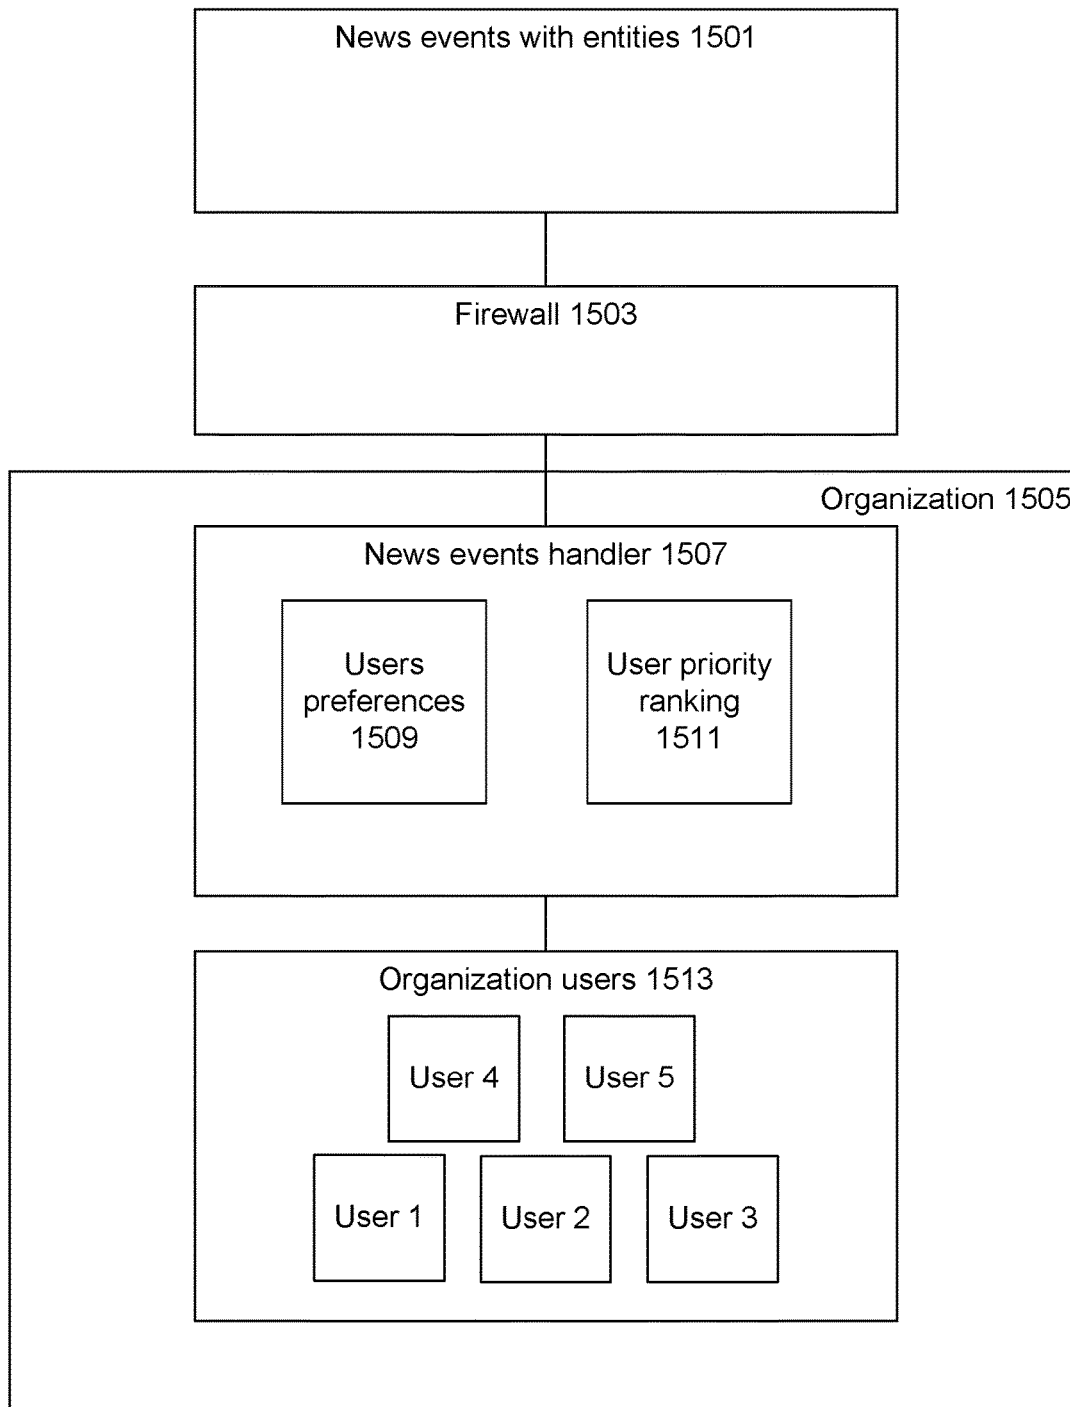 News events with entities 1501
Firewall 1503
Organization 1505
News events handler 1507
Users
preferences
1509
User priority
ranking
1511
Organization users 1513
User 4
User 5
User 1
User 2
User 3